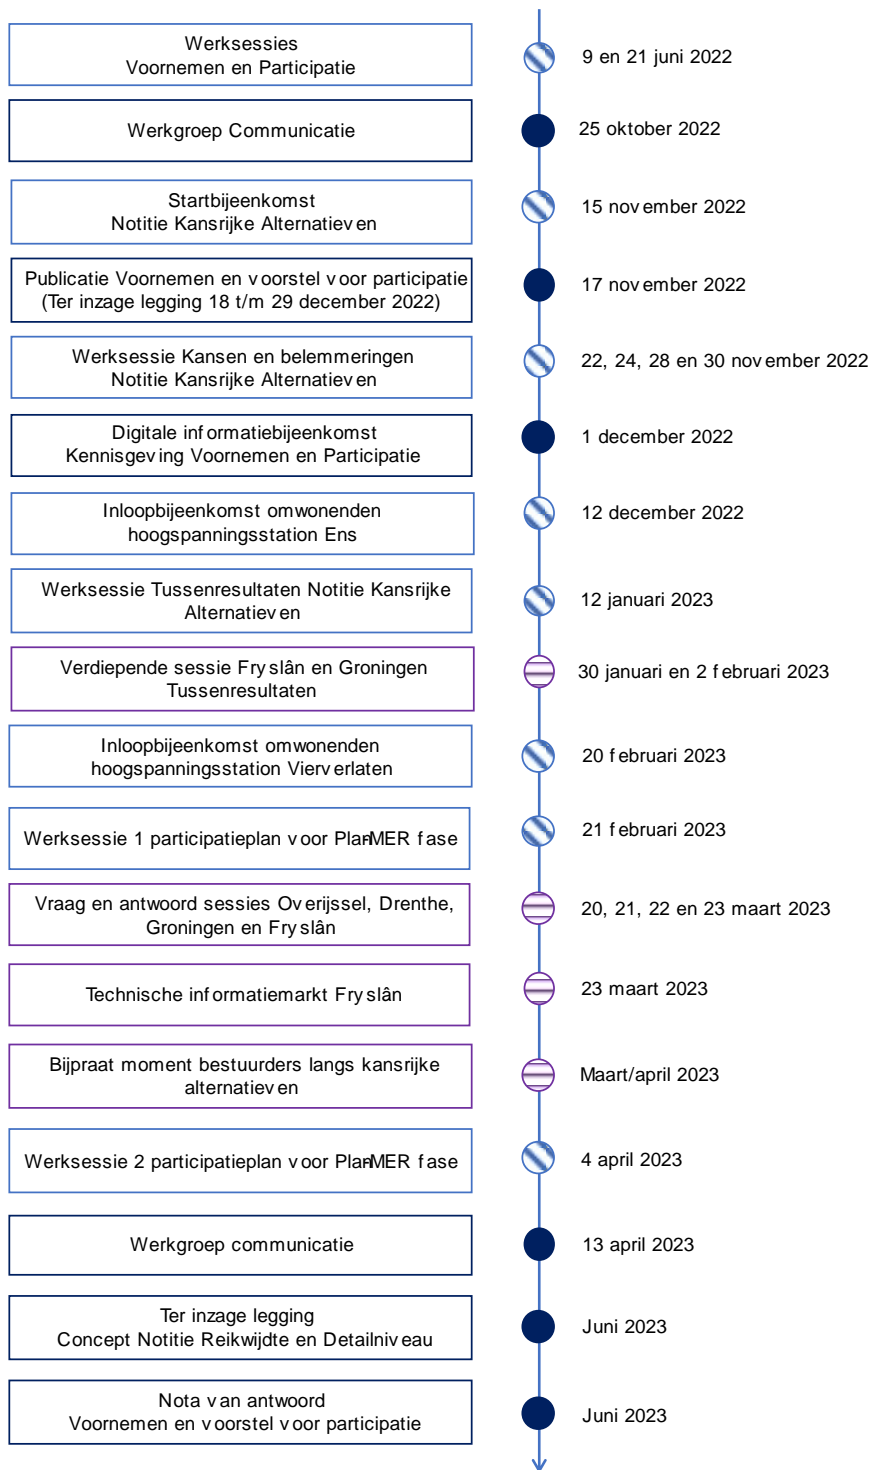 Werksessies
Voornemen en Participatie
9 en 21 juni 2022
Werkgroep Communicatie
25 oktober 2022
Startbijeenkomst
Notitie Kansrijke Alternatieven
15 november 2022
Publicatie Voornemen en voorstel voor participatie
(Ter inzage legging 18 t/m 29 december 2022)
17 november 2022
Werksessie Kansen en belemmeringen
Notitie Kansrijke Alternatieven
22, 24, 28 en 30 november 2022
Digitale informatiebijeenkomst
Kennisgeving Voornemen en Participatie
1 december 2022
Inloopbijeenkomst omwonenden
hoogspanningsstation Ens
12 december 2022
Werksessie Tussenresultaten Notitie Kansrijke
Alternatieven
12 januari 2023
Verdiepende sessie Fryslân en Groningen
Tussenresultaten
30 januari en 2 februari 2023
Inloopbijeenkomst omwonenden
hoogspanningsstation Vierverlaten
20 februari 2023
Werksessie 1 participatieplan voor Plan-MER fase
21 februari 2023
Vraag en antwoord sessies Overijssel, Drenthe,
Groningen en Fryslân
20, 21, 22 en 23 maart 2023
Technische informatiemarkt Fryslân
23 maart 2023
Bijpraat moment bestuurders langs kansrijke
alternatieven
Maart/april 2023
Werksessie 2 participatieplan voor Plan-MER fase
4 april 2023
Werkgroep communicatie
13 april 2023
Ter inzage legging
Concept Notitie Reikwijdte en Detailniveau
Juni 2023
Nota van antwoord
Voornemen en voorstel voor participatie
Juni 2023